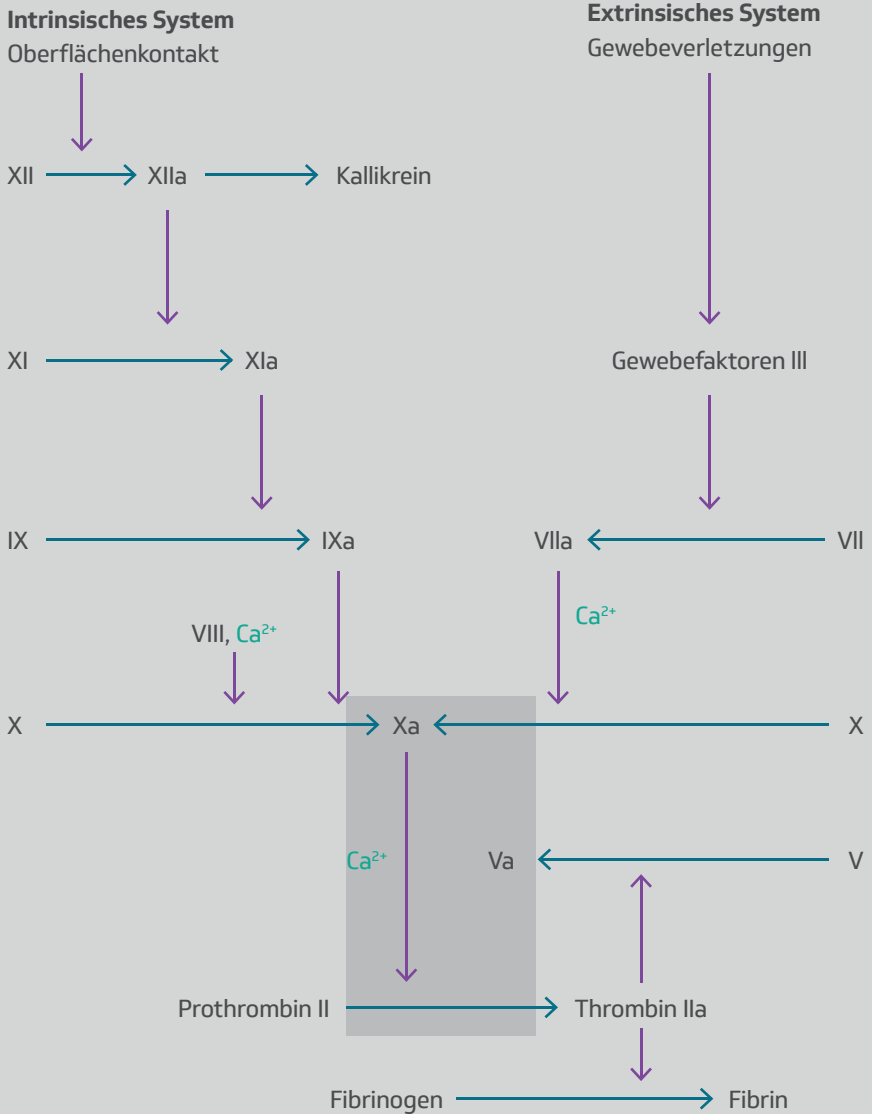 Intrinsisches System
Oberflächenkontakt
Extrinsisches System
Gewebeverletzungen
XII
XIIa
Kallikrein
XI
XIa
Gewebefaktoren III
IX
IXa
VIIa
VII
VIII, Ca²⁺
Ca²⁺
X
Xa
X
Ca²⁺
Va
V
Prothrombin II
Thrombin IIa
Fibrinogen
Fibrin